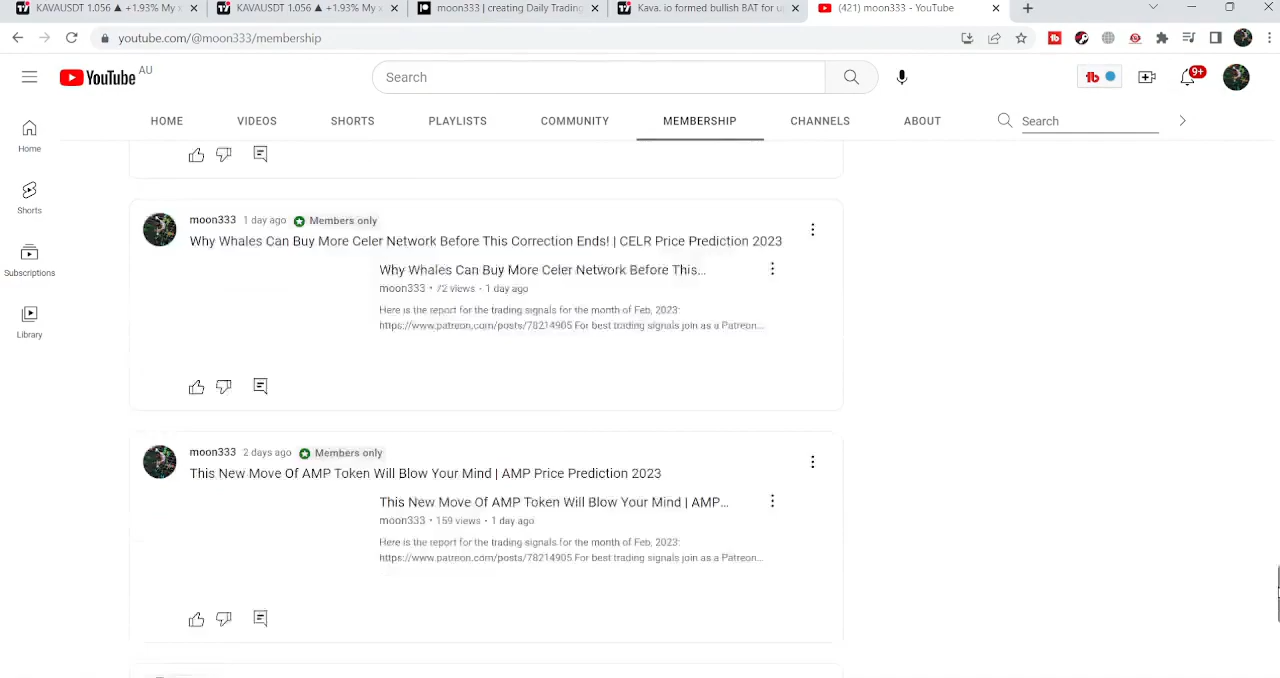 KAVAUSDT 1.056 ▲ +1.93% My x
KAVAUSDT 1.056 ▲ +1.93% My x
moon333 | creating Daily Trading
Kava. io formed bullish BAT for up
(421) moon333 - YouTube
youtube.com/@moon333/membership
YouTube AU
Search
9+
HOME
VIDEOS
SHORTS
PLAYLISTS
COMMUNITY
MEMBERSHIP
CHANNELS
ABOUT
Search
Home
Shorts
Subscriptions
Library
moon333 1 day ago Members only
Why Whales Can Buy More Celer Network Before This Correction Ends! | CELR Price Prediction 2023
Why Whales Can Buy More Celer Network Before This...
moon333 • 72 views • 1 day ago
Here is the report for the trading signals for the month of Feb, 2023:
https://www.patreon.com/posts/78214905 For best trading signals join as a Patreon...
moon333 2 days ago Members only
This New Move Of AMP Token Will Blow Your Mind | AMP Price Prediction 2023
This New Move Of AMP Token Will Blow Your Mind | AMP...
moon333 • 159 views • 1 day ago
Here is the report for the trading signals for the month of Feb, 2023:
https://www.patreon.com/posts/78214905 For best trading signals join as a Patreon...